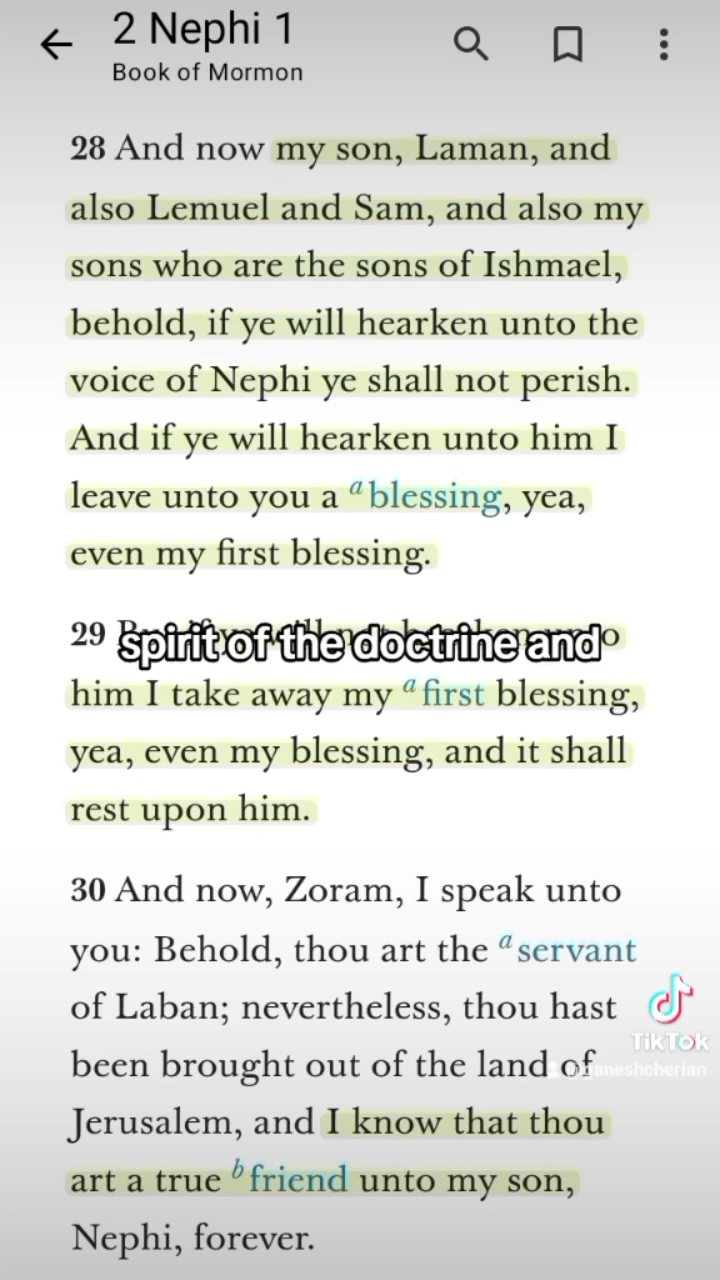 2 Nephi 1
Book of Mormon
28 And now my son, Laman, and
also Lemuel and Sam, and also my
sons who are the sons of Ishmael,
behold, if ye will hearken unto the
voice of Nephi ye shall not perish.
And if ye will hearken unto him I
leave unto you a a blessing, yea,
even my first blessing.
29
spirit of the doctrine and
him I take away my a first blessing,
yea, even my blessing, and it shall
rest upon him.
30 And now, Zoram, I speak unto
you: Behold, thou art the a servant
of Laban; nevertheless, thou hast
been brought out of the land of
Jerusalem, and I know that thou
art a true b friend unto my son,
Nephi, forever.
TikTok